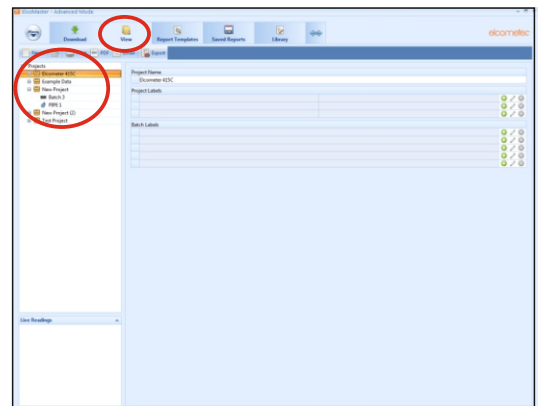 ElcoMaster - Advanced Mode
Download View Report Templates Saved Reports Library
elcometer
Export
Projects
Elcometer 415C
Example Data
New Project
Batch 3
PIPE 1
New Project (2)
Test Project
Project Name
Elcometer 415C
Project Labels
Batch Labels
Live Readings